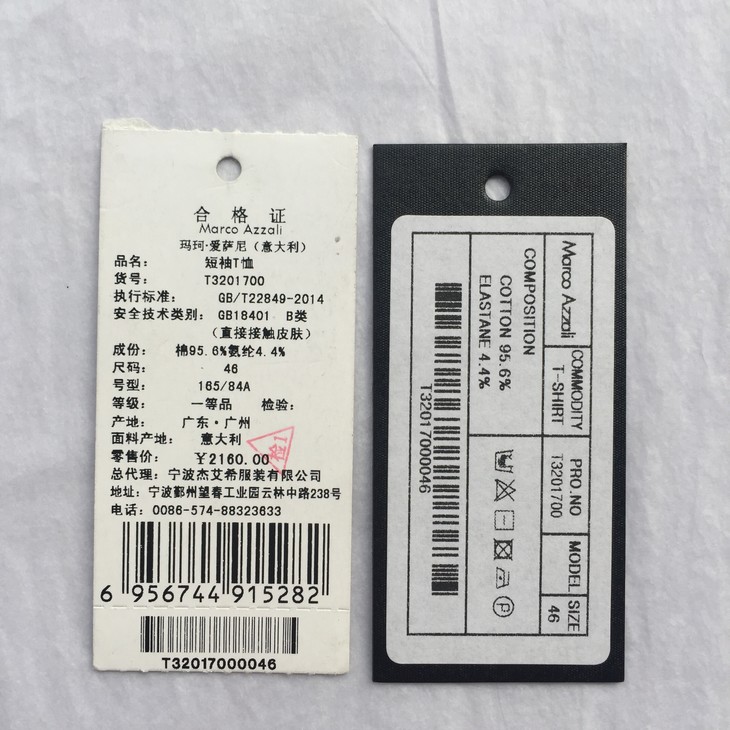 合格证
Marco Azzali
玛珂·爱萨尼（意大利）
品名： 短袖T恤
货号： T3201700
执行标准： GB/T22849-2014
安全技术类别： GB18401 B类
（直接接触皮肤）
成份： 棉95.6%氨纶4.4%
尺码： 46
号型： 165/84A
等级： 一等品 检验：
检1
产地： 广东·广州
面料产地： 意大利
零售价： ￥2160.00
总代理：宁波杰艾希服装有限公司
地址：宁波鄞州望春工业园云林中路238号
电话：0086-574-88323633
6 956744 915282
T32017000046
Marco Azzali
COMMODITY
T-SHIRT
PRO.NO
T3201700
MODEL
SIZE
46
COMPOSITION
COTTON 95.6%
ELASTANE 4.4%
P
T32017000046